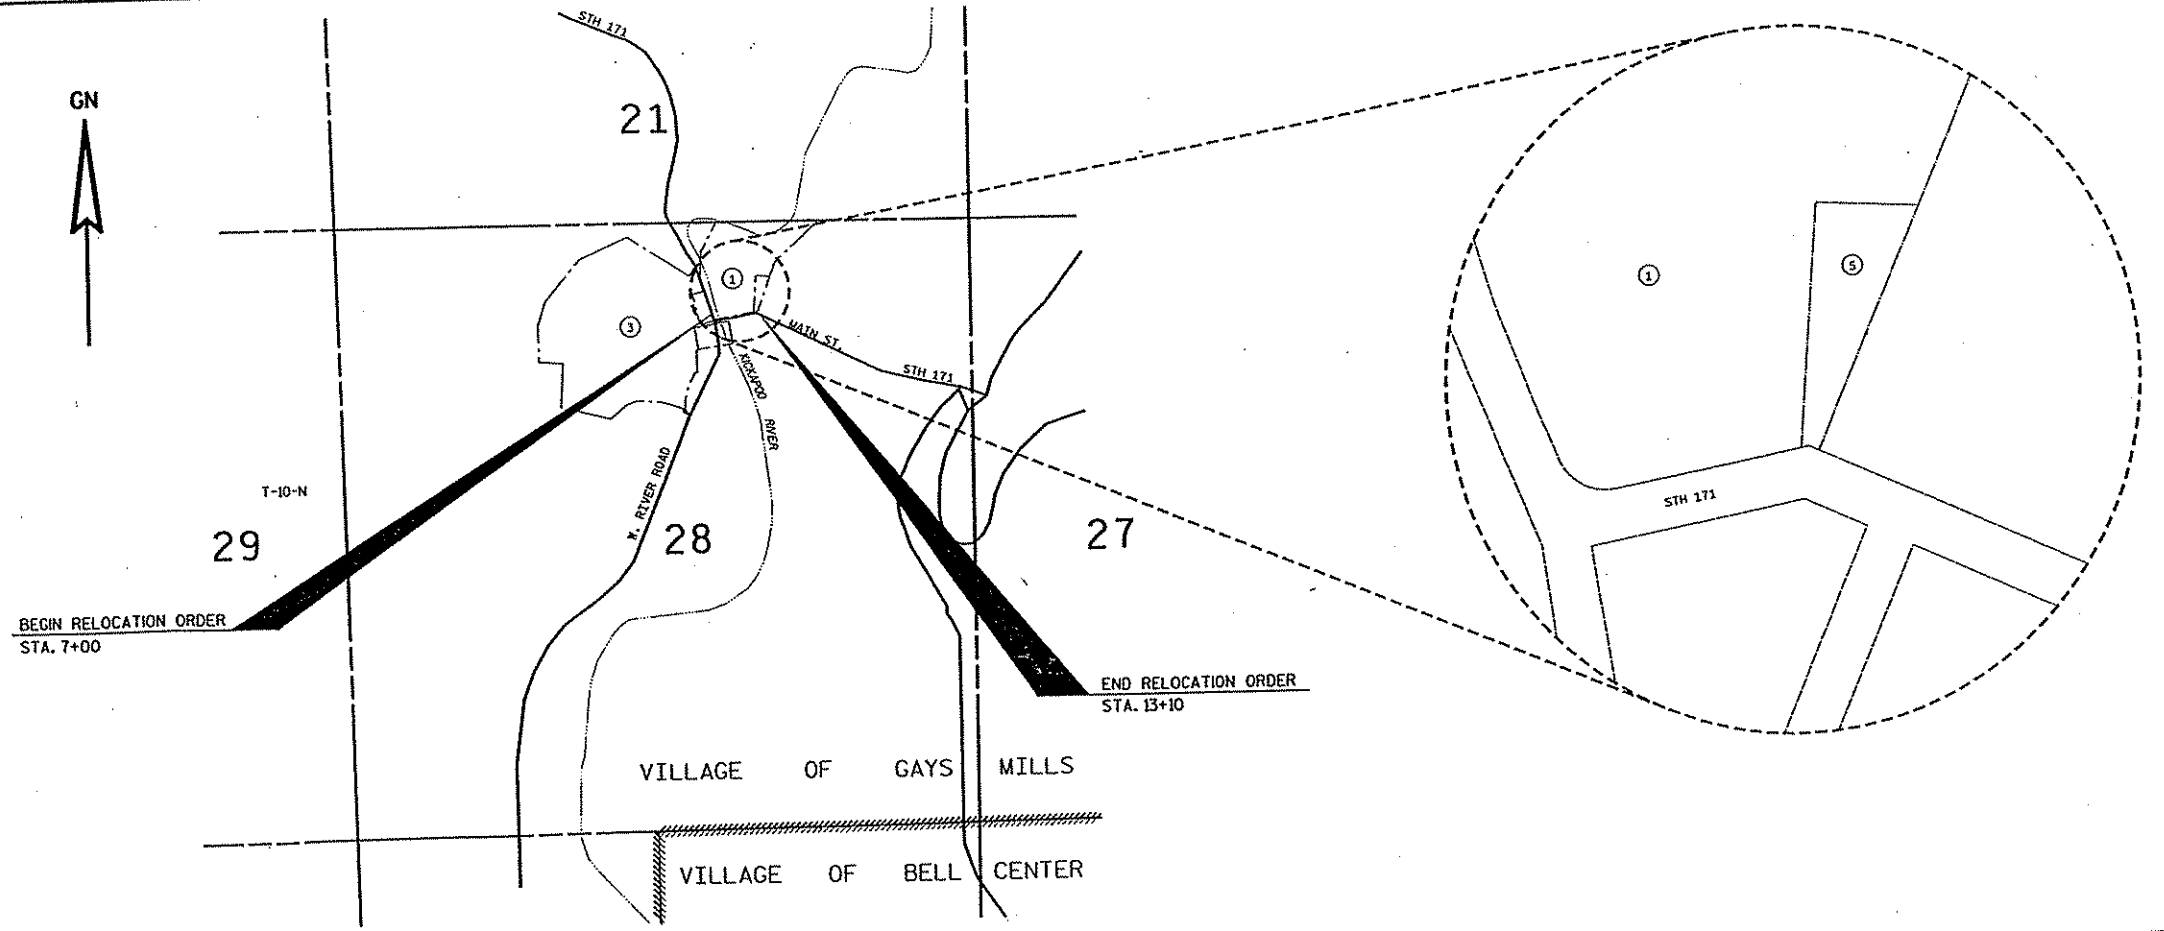 STH 171
GN
21
1
5
1
3
MAIN ST.
STH 171
KICKAPOO RIVER
W. RIVER ROAD
T-10-N
STH 171
29
28
27
BEGIN RELOCATION ORDER
STA. 7+00
END RELOCATION ORDER
STA. 13+10
VILLAGE OF GAYS MILLS
VILLAGE OF BELL CENTER